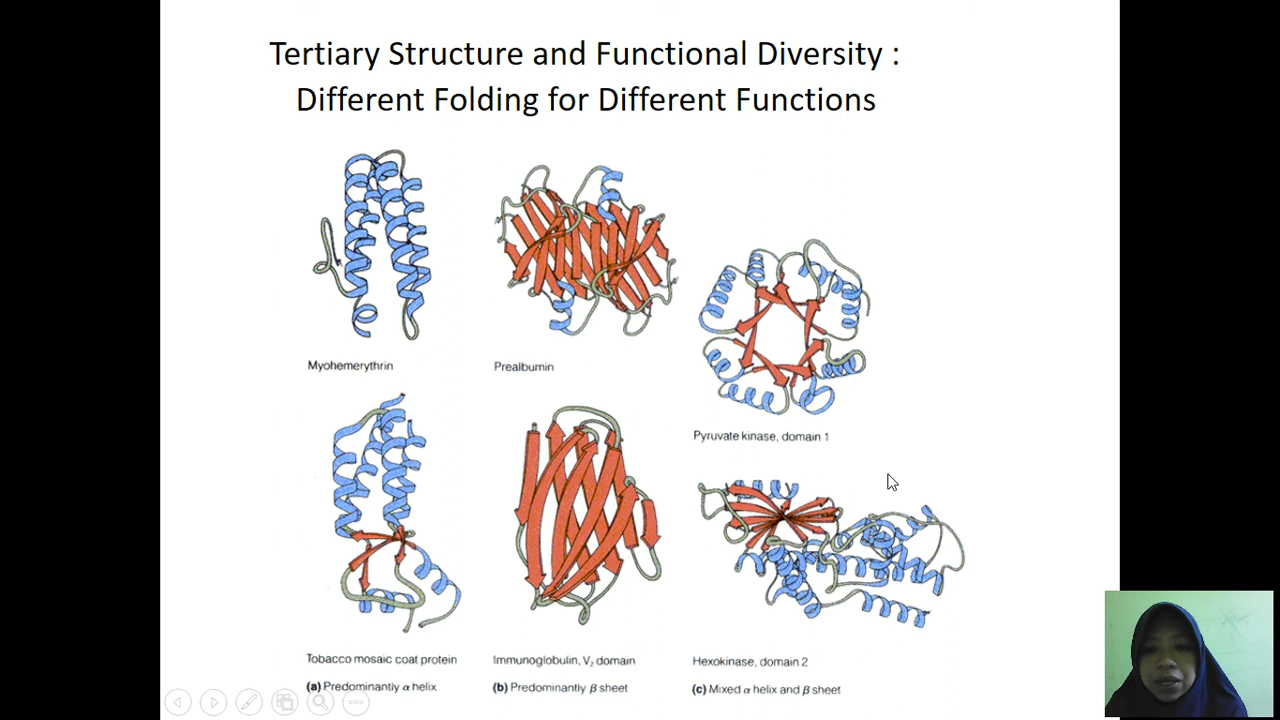 Tertiary Structure and Functional Diversity :
Different Folding for Different Functions
Myohemerythrin
Prealbumin
Pyruvate kinase, domain 1
Tobacco mosaic coat protein
Immunoglobulin, V₂ domain
Hexokinase, domain 2
(a) Predominantly α helix
(b) Predominantly β sheet
(c) Mixed α helix and β sheet